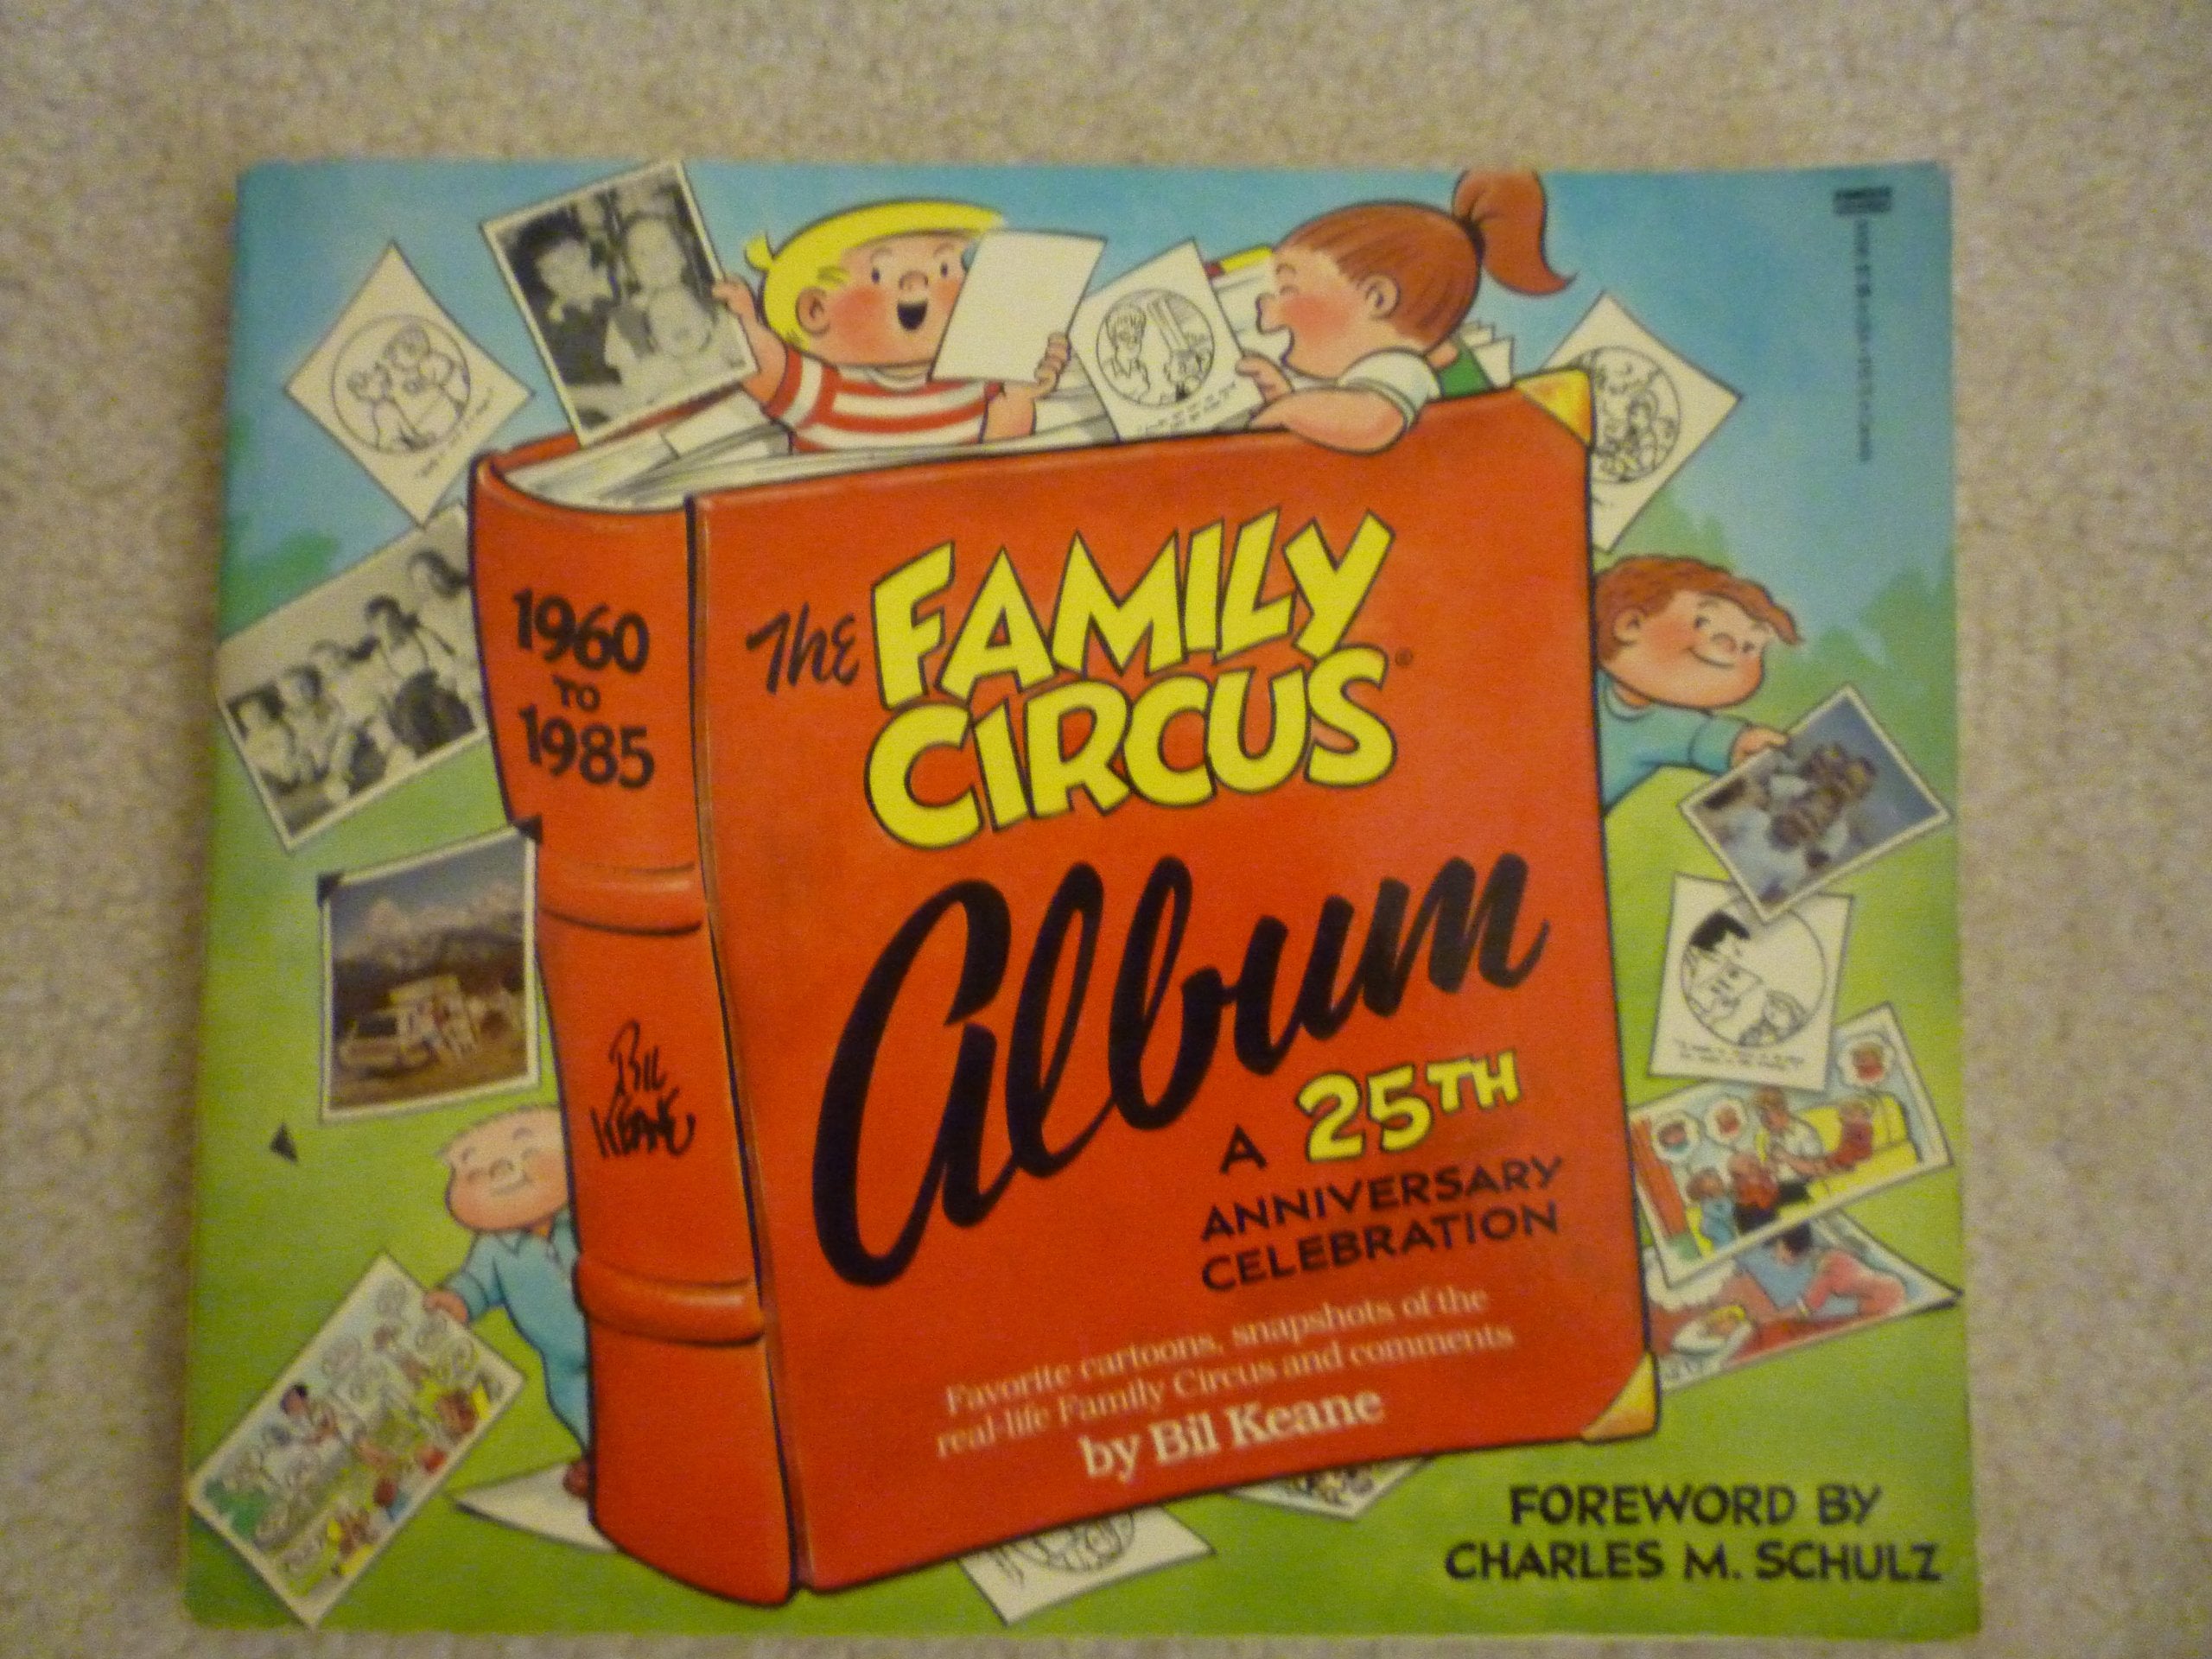 1960
TO
1985
BIL
KEANE
The FAMILY
CIRCUS®
Album
A 25TH
ANNIVERSARY
CELEBRATION
Favorite cartoons, snapshots of the
real-life Family Circus and comments
by Bil Keane
FOREWORD BY
CHARLES M. SCHULZ